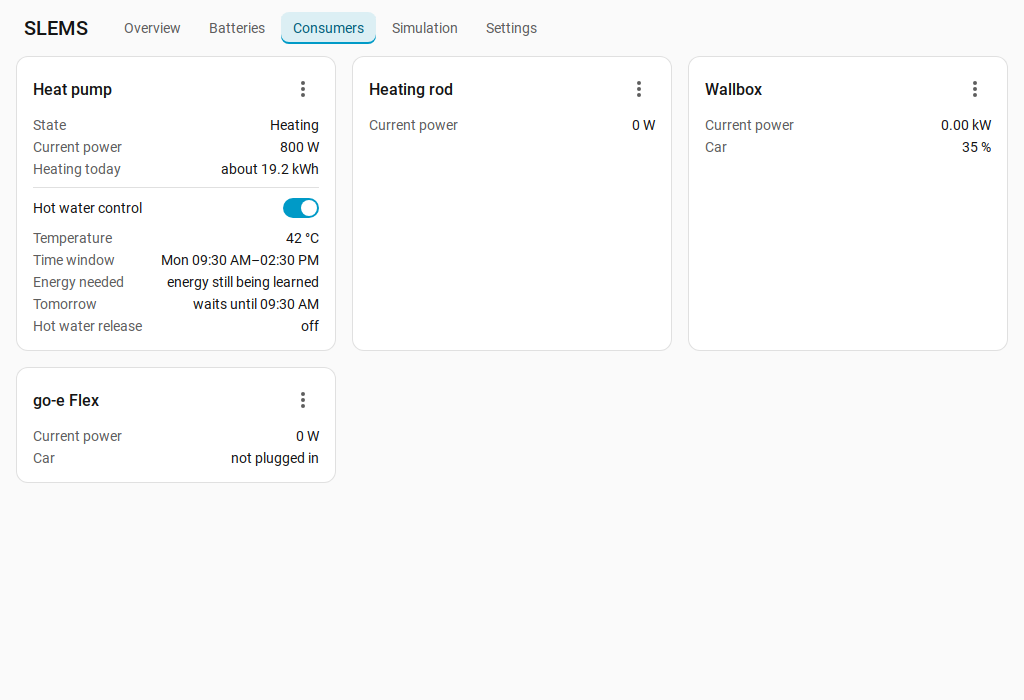 SLEMS Overview Batteries Consumers Simulation Settings
Heat pump
State Heating
Current power 800 W
Heating today about 19.2 kWh
Hot water control
Temperature 42 °C
Time window Mon 09:30 AM–02:30 PM
Energy needed energy still being learned
Tomorrow waits until 09:30 AM
Hot water release off
Heating rod
Current power 0 W
Wallbox
Current power 0.00 kW
Car 35 %
go-e Flex
Current power 0 W
Car not plugged in